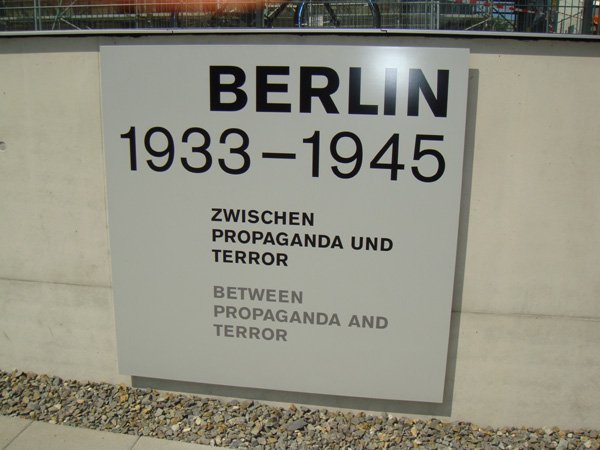 BERLIN
1933–1945
ZWISCHEN
PROPAGANDA UND
TERROR
BETWEEN
PROPAGANDA AND
TERROR